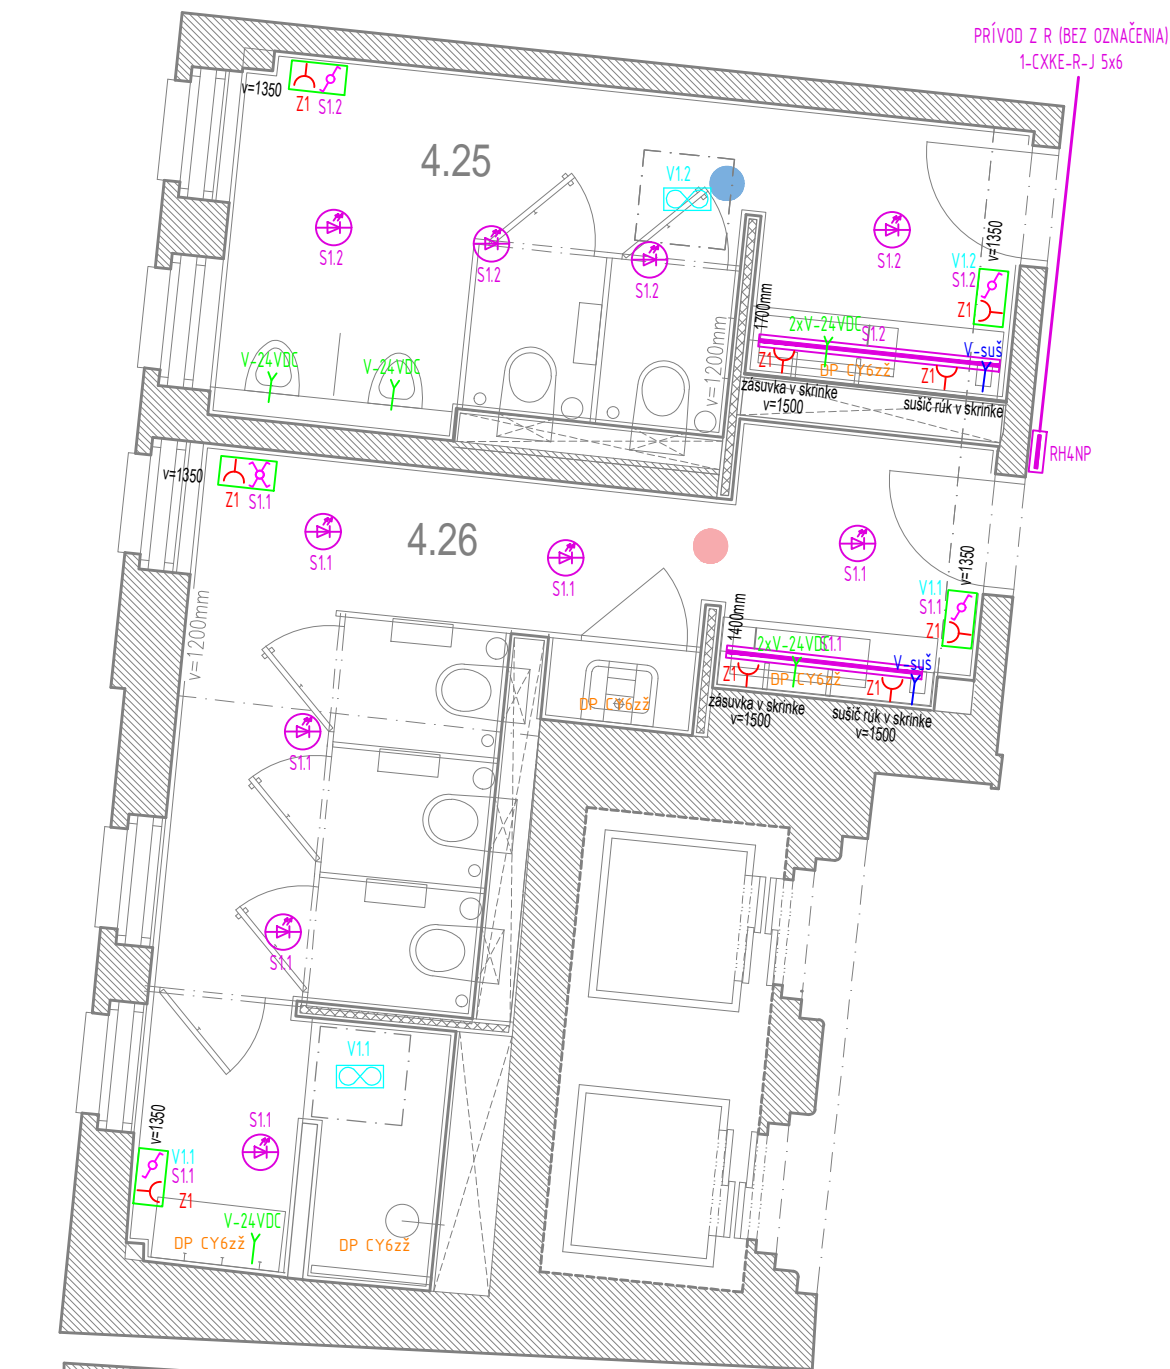 PRÍVOD Z R (BEZ OZNAČENIA)
1-CXKE-R-J 5x6
v=1350
Z1
S1.2
4.25
V1.2
S1.2
S1.2
S1.2
S1.2
v=1350
V1.2
S1.2
Z1
1700mm
2xV-24VDC
S1.2
V-suš
Z1
DP CY6zž
Z1
zásuvka v skrinke
v=1500
sušič rúk v skrinke
V-24VDC
V-24VDC
v=1200mm
RH4NP
v=1350
Z1
S1.1
4.26
S1.1
S1.1
S1.1
v=1350
V1.1
S1.1
Z1
v=1200mm
1400mm
2xV-24VDC
S1.1
V-suš
Z1
DP CY6zž
Z1
DP CY6zž
zásuvka v skrinke
v=1500
sušič rúk v skrinke
v=1500
S1.1
S1.1
V1.1
S1.1
v=1350
V1.1
S1.1
Z1
V-24VDC
DP CY6zž
DP CY6zž